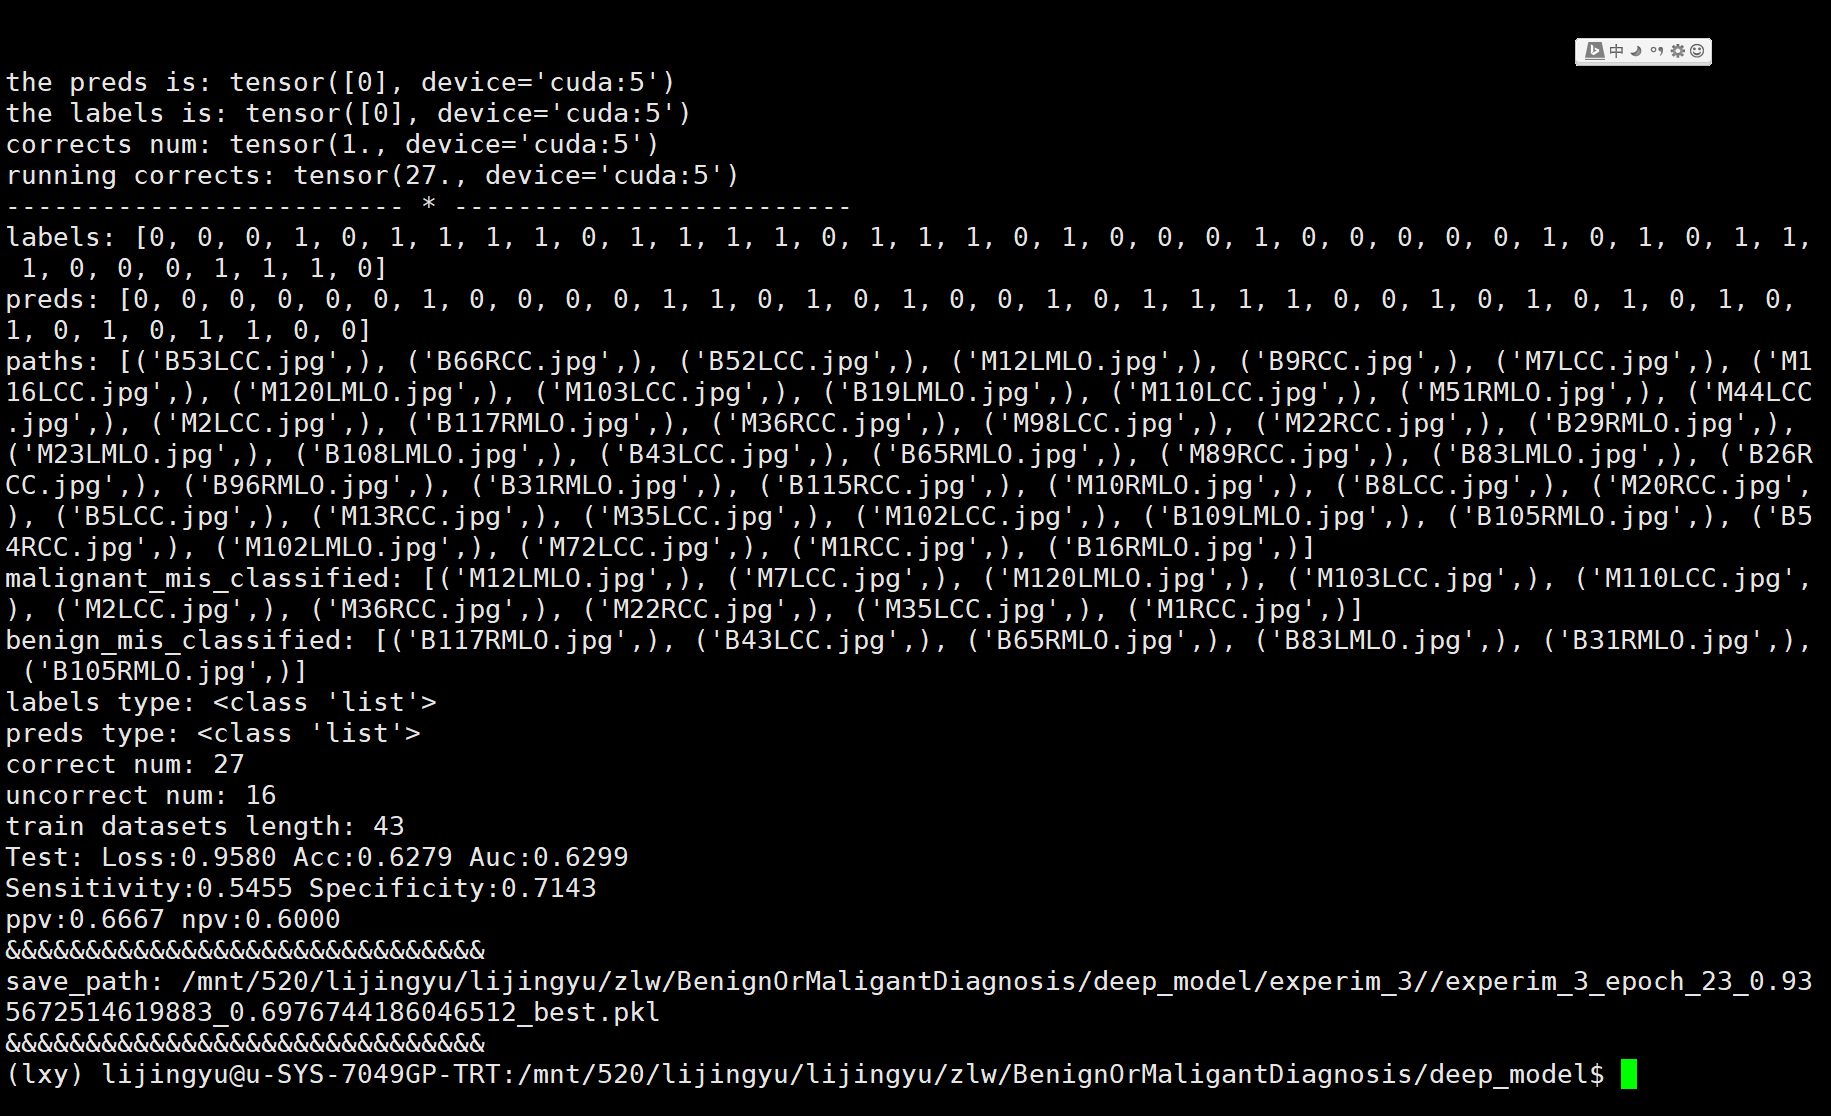 中
the preds is: tensor([0], device='cuda:5')
the labels is: tensor([0], device='cuda:5')
corrects num: tensor(1., device='cuda:5')
running corrects: tensor(27., device='cuda:5')
------------------------- * -------------------------
labels: [0, 0, 0, 1, 0, 1, 1, 1, 1, 0, 1, 1, 1, 1, 0, 1, 1, 1, 0, 1, 0, 0, 0, 1, 0, 0, 0, 0, 0, 1, 0, 1, 0, 1, 1,
 1, 0, 0, 0, 1, 1, 1, 0]
preds: [0, 0, 0, 0, 0, 0, 1, 0, 0, 0, 0, 1, 1, 0, 1, 0, 1, 0, 0, 1, 0, 1, 1, 1, 1, 0, 0, 1, 0, 1, 0, 1, 0, 1, 0,
1, 0, 1, 0, 1, 1, 0, 0]
paths: [('B53LCC.jpg',), ('B66RCC.jpg',), ('B52LCC.jpg',), ('M12LMLO.jpg',), ('B9RCC.jpg',), ('M7LCC.jpg',), ('M1
16LCC.jpg',), ('M120LMLO.jpg',), ('M103LCC.jpg',), ('B19LMLO.jpg',), ('M110LCC.jpg',), ('M51RMLO.jpg',), ('M44LCC
.jpg',), ('M2LCC.jpg',), ('B117RMLO.jpg',), ('M36RCC.jpg',), ('M98LCC.jpg',), ('M22RCC.jpg',), ('B29RMLO.jpg',),
('M23LMLO.jpg',), ('B108LMLO.jpg',), ('B43LCC.jpg',), ('B65RMLO.jpg',), ('M89RCC.jpg',), ('B83LMLO.jpg',), ('B26R
CC.jpg',), ('B96RMLO.jpg',), ('B31RMLO.jpg',), ('B115RCC.jpg',), ('M10RMLO.jpg',), ('B8LCC.jpg',), ('M20RCC.jpg',
), ('B5LCC.jpg',), ('M13RCC.jpg',), ('M35LCC.jpg',), ('M102LCC.jpg',), ('B109LMLO.jpg',), ('B105RMLO.jpg',), ('B5
4RCC.jpg',), ('M102LMLO.jpg',), ('M72LCC.jpg',), ('M1RCC.jpg',), ('B16RMLO.jpg',)]
malignant_mis_classified: [('M12LMLO.jpg',), ('M7LCC.jpg',), ('M120LMLO.jpg',), ('M103LCC.jpg',), ('M110LCC.jpg',
), ('M2LCC.jpg',), ('M36RCC.jpg',), ('M22RCC.jpg',), ('M35LCC.jpg',), ('M1RCC.jpg',)]
benign_mis_classified: [('B117RMLO.jpg',), ('B43LCC.jpg',), ('B65RMLO.jpg',), ('B83LMLO.jpg',), ('B31RMLO.jpg',),
 ('B105RMLO.jpg',)]
labels type: <class 'list'>
preds type: <class 'list'>
correct num: 27
uncorrect num: 16
train datasets length: 43
Test: Loss:0.9580 Acc:0.6279 Auc:0.6299
Sensitivity:0.5455 Specificity:0.7143
ppv:0.6667 npv:0.6000
&&&&&&&&&&&&&&&&&&&&&&&&&&&&&&
save_path: /mnt/520/lijingyu/lijingyu/zlw/BenignOrMaligantDiagnosis/deep_model/experim_3//experim_3_epoch_23_0.93
5672514619883_0.6976744186046512_best.pkl
&&&&&&&&&&&&&&&&&&&&&&&&&&&&&&
(lxy) lijingyu@u-SYS-7049GP-TRT:/mnt/520/lijingyu/lijingyu/zlw/BenignOrMaligantDiagnosis/deep_model$